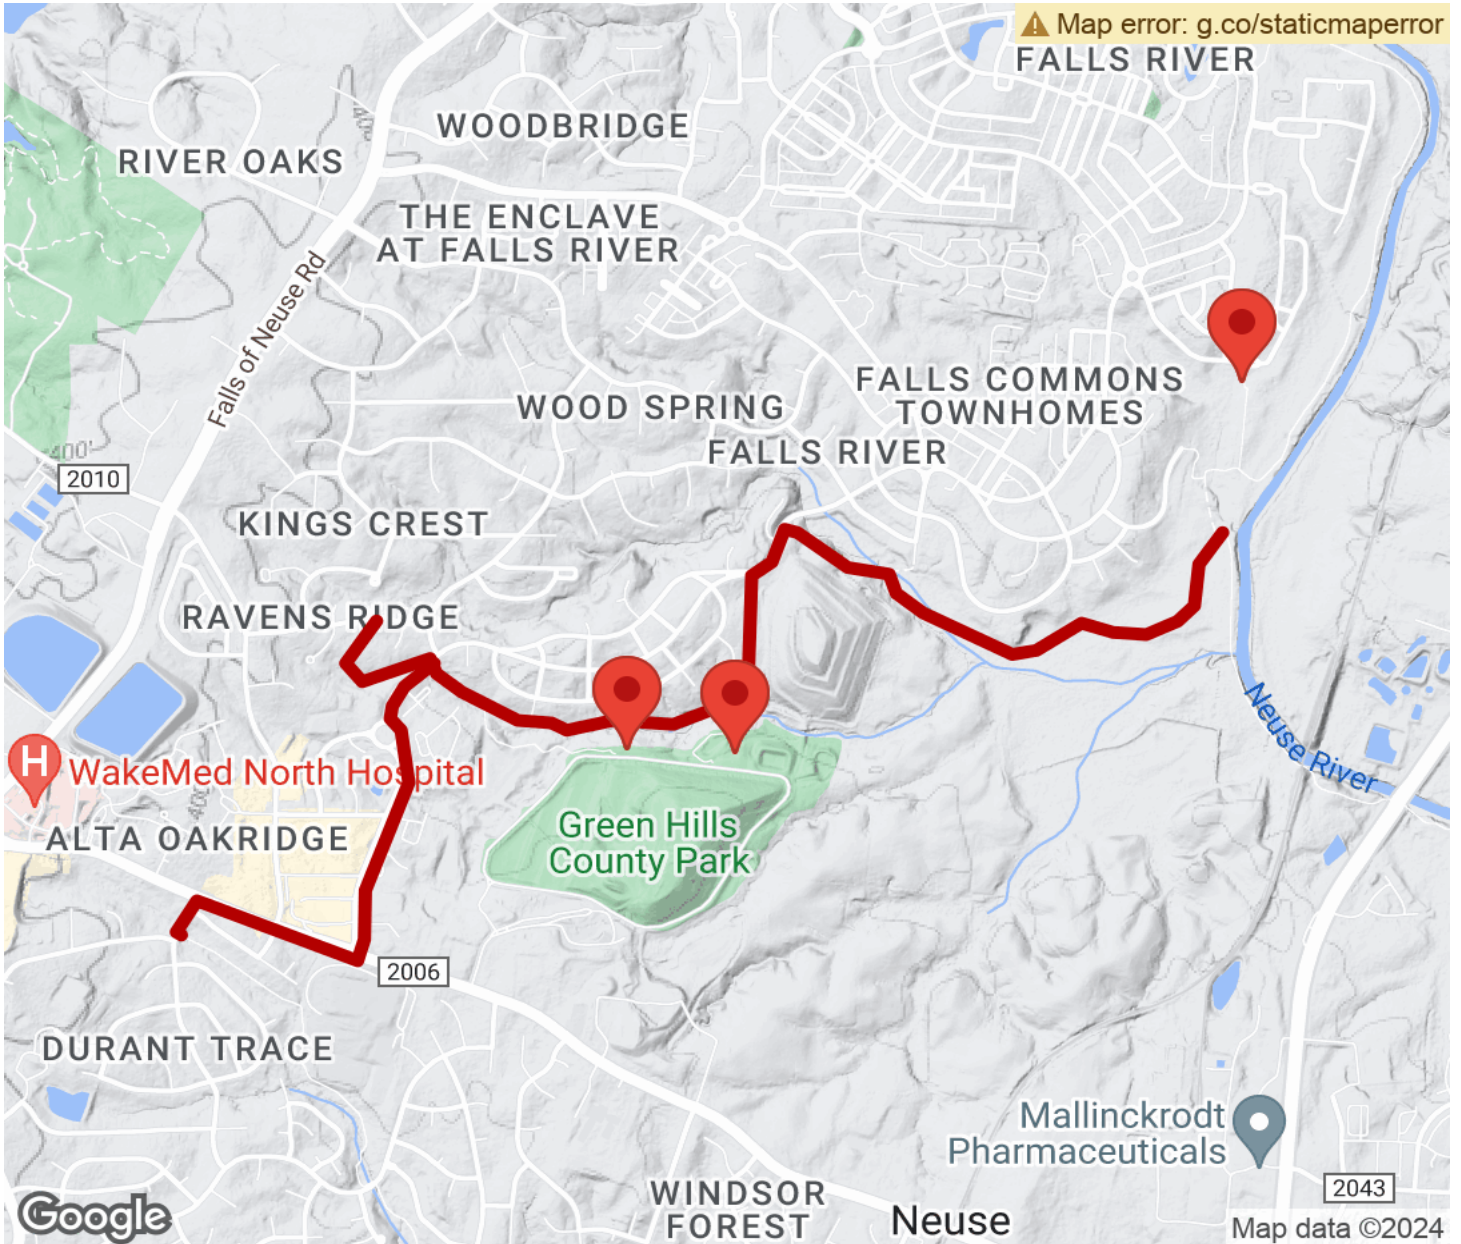 Map error: g.co/staticmaperror
FALLS RIVER
WOODBRIDGE
RIVER OAKS
400'
THE ENCLAVE
AT FALLS RIVER
Falls of Neuse Rd
FALLS COMMONS
TOWNHOMES
WOOD SPRING
FALLS RIVER
400'
2010
KINGS CREST
RAVENS RIDGE
Neuse River
H
WakeMed North Hospital
400'
ALTA OAKRIDGE
Green Hills
County Park
2006
DURANT TRACE
Mallinckrodt
Pharmaceuticals
WINDSOR
FOREST
Neuse
2043
Google
Map data ©2024